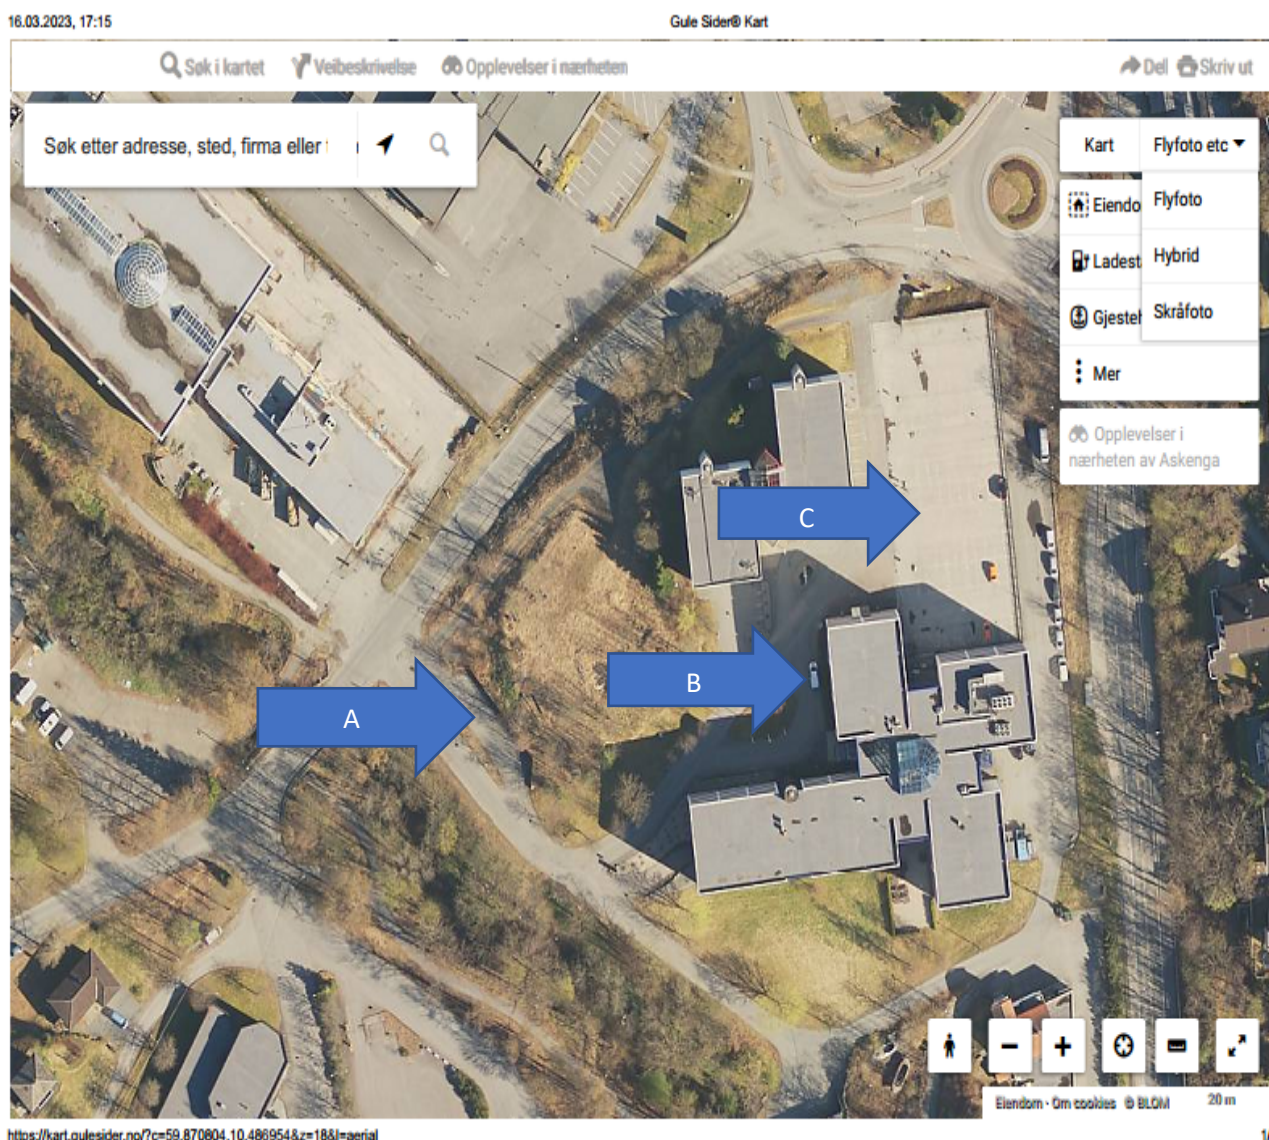 16.03.2023, 17:15
Gule Sider® Kart
Søk i kartet
Veibeskrivelse
Opplevelser i nærheten
Del
Skriv ut
Søk etter adresse, sted, firma eller
Kart
Flyfoto etc
Eiendo
Flyfoto
Ladest
Hybrid
Gjesteh
Skråfoto
Mer
Opplevelser i
nærheten av Askenga
C
B
A
Eiendom · Om cookies © BLOM
20 m
https://kart.gulesider.no/?c=59.870804,10.486954&z=18&l=aerial